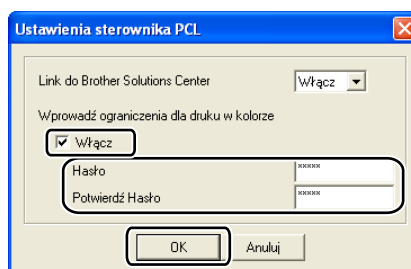 Ustawienia sterownika PCL
Link do Brother Solutions Center Włącz
Wprowadź ograniczenia dla druku w kolorze
Włącz
Hasło *****
Potwierdź Hasło *****
OK Anuluj